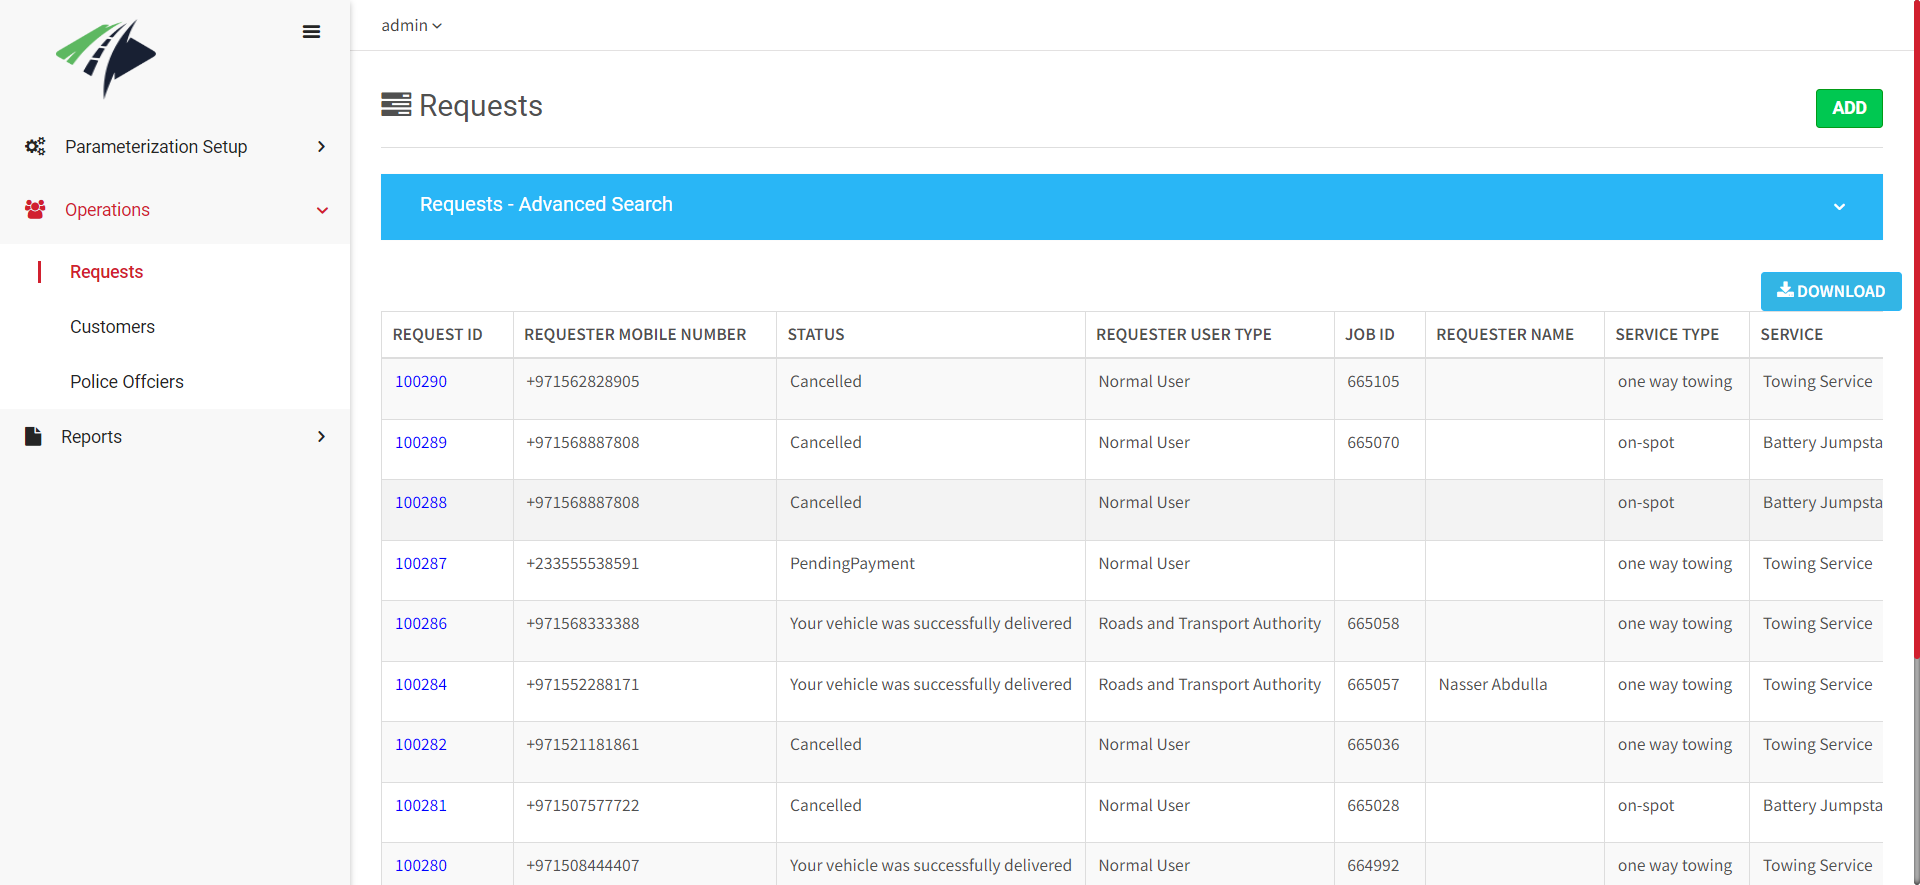 admin
Parameterization Setup
Operations
Requests
Customers
Police Offciers
Reports
Requests
ADD
Requests - Advanced Search
DOWNLOAD
REQUEST ID REQUESTER MOBILE NUMBER STATUS REQUESTER USER TYPE JOB ID REQUESTER NAME SERVICE TYPE SERVICE
100290 +971562828905 Cancelled Normal User 665105 one way towing Towing Service
100289 +971568887808 Cancelled Normal User 665070 on-spot Battery Jumpsta
100288 +971568887808 Cancelled Normal User on-spot Battery Jumpsta
100287 +233555538591 PendingPayment Normal User one way towing Towing Service
100286 +971568333388 Your vehicle was successfully delivered Roads and Transport Authority 665058 one way towing Towing Service
100284 +971552288171 Your vehicle was successfully delivered Roads and Transport Authority 665057 Nasser Abdulla one way towing Towing Service
100282 +971521181861 Cancelled Normal User 665036 one way towing Towing Service
100281 +971507577722 Cancelled Normal User 665028 on-spot Battery Jumpsta
100280 +971508444407 Your vehicle was successfully delivered Normal User 664992 one way towing Towing Service